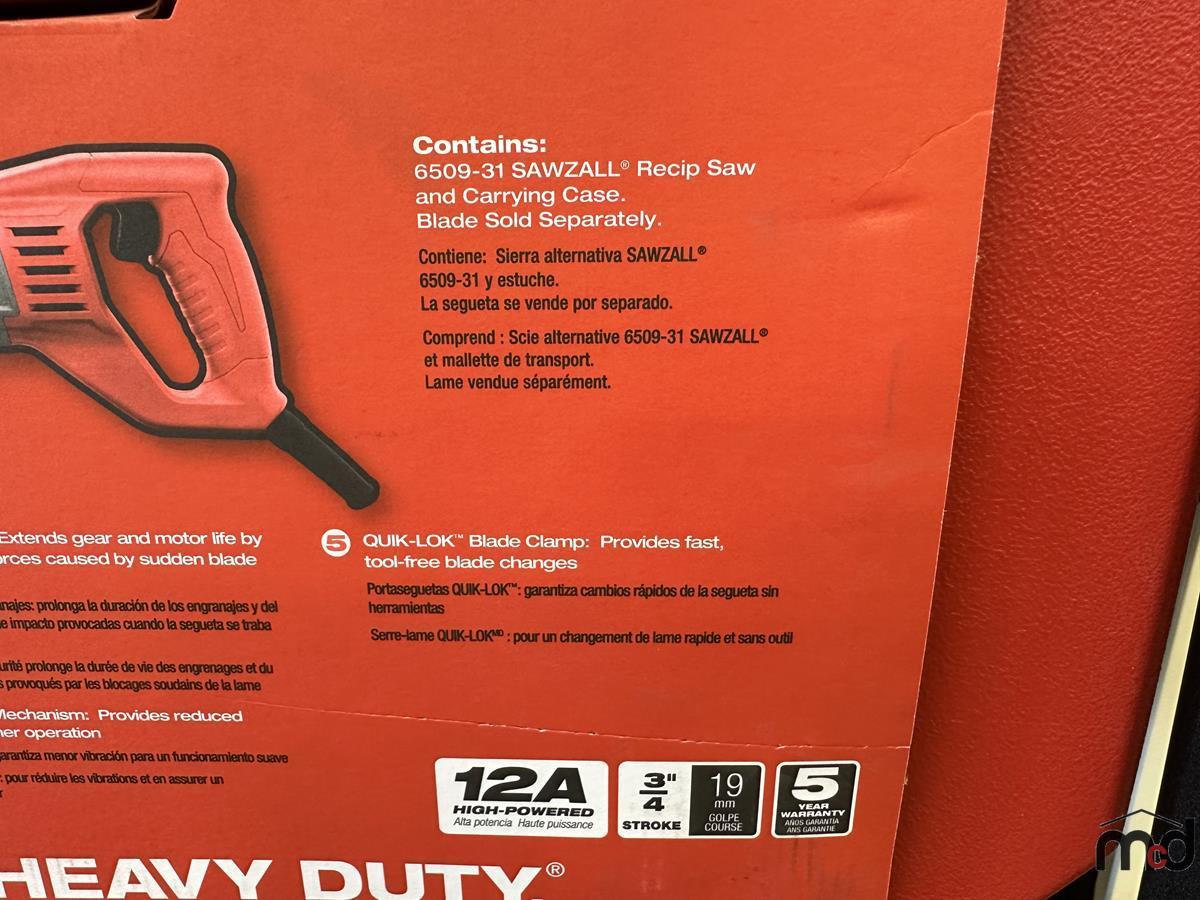 Contains:
6509-31 SAWZALL® Recip Saw
and Carrying Case.
Blade Sold Separately.
Contiene: Sierra alternativa SAWZALL®
6509-31 y estuche.
La segueta se vende por separado.
Comprend : Scie alternative 6509-31 SAWZALL®
et mallette de transport.
Lame vendue séparément.
Extends gear and motor life by
orces caused by sudden blade
najes: prolonga la duración de los engranajes y del
e impacto provocadas cuando la segueta se traba
urité prolonge la durée de vie des engrenages et du
s provoqués par les blocages soudains de la lame
Mechanism: Provides reduced
her operation
arantiza menor vibración para un funcionamiento suave
: pour réduire les vibrations et en assurer un
r
5 QUIK-LOK™ Blade Clamp: Provides fast,
tool-free blade changes
Portaseguetas QUIK-LOK™: garantiza cambios rápidos de la segueta sin
herramientas
Serre-lame QUIK-LOK MD : pour un changement de lame rapide et sans outil
12A
HIGH-POWERED
Alta potencia Haute puissance
3/4"
STROKE
19
mm
GOLPE
COURSE
5
YEAR
WARRANTY
AÑOS GARANTIA
ANS GARANTIE
HEAVY DUTY®
mcd